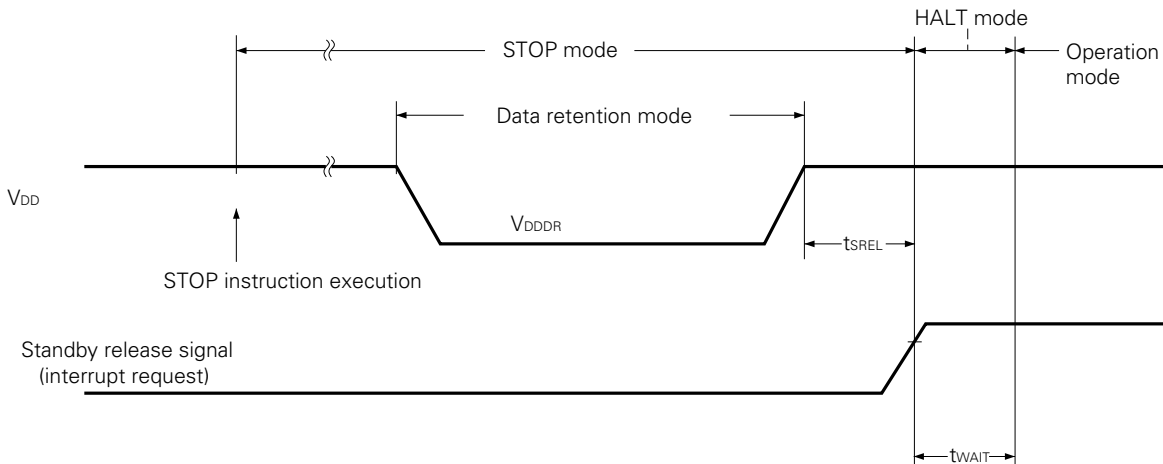 HALT mode
STOP mode
Operation
mode
Data retention mode
VDD
VDDDR
tSREL
STOP instruction execution
Standby release signal
(interrupt request)
tWAIT